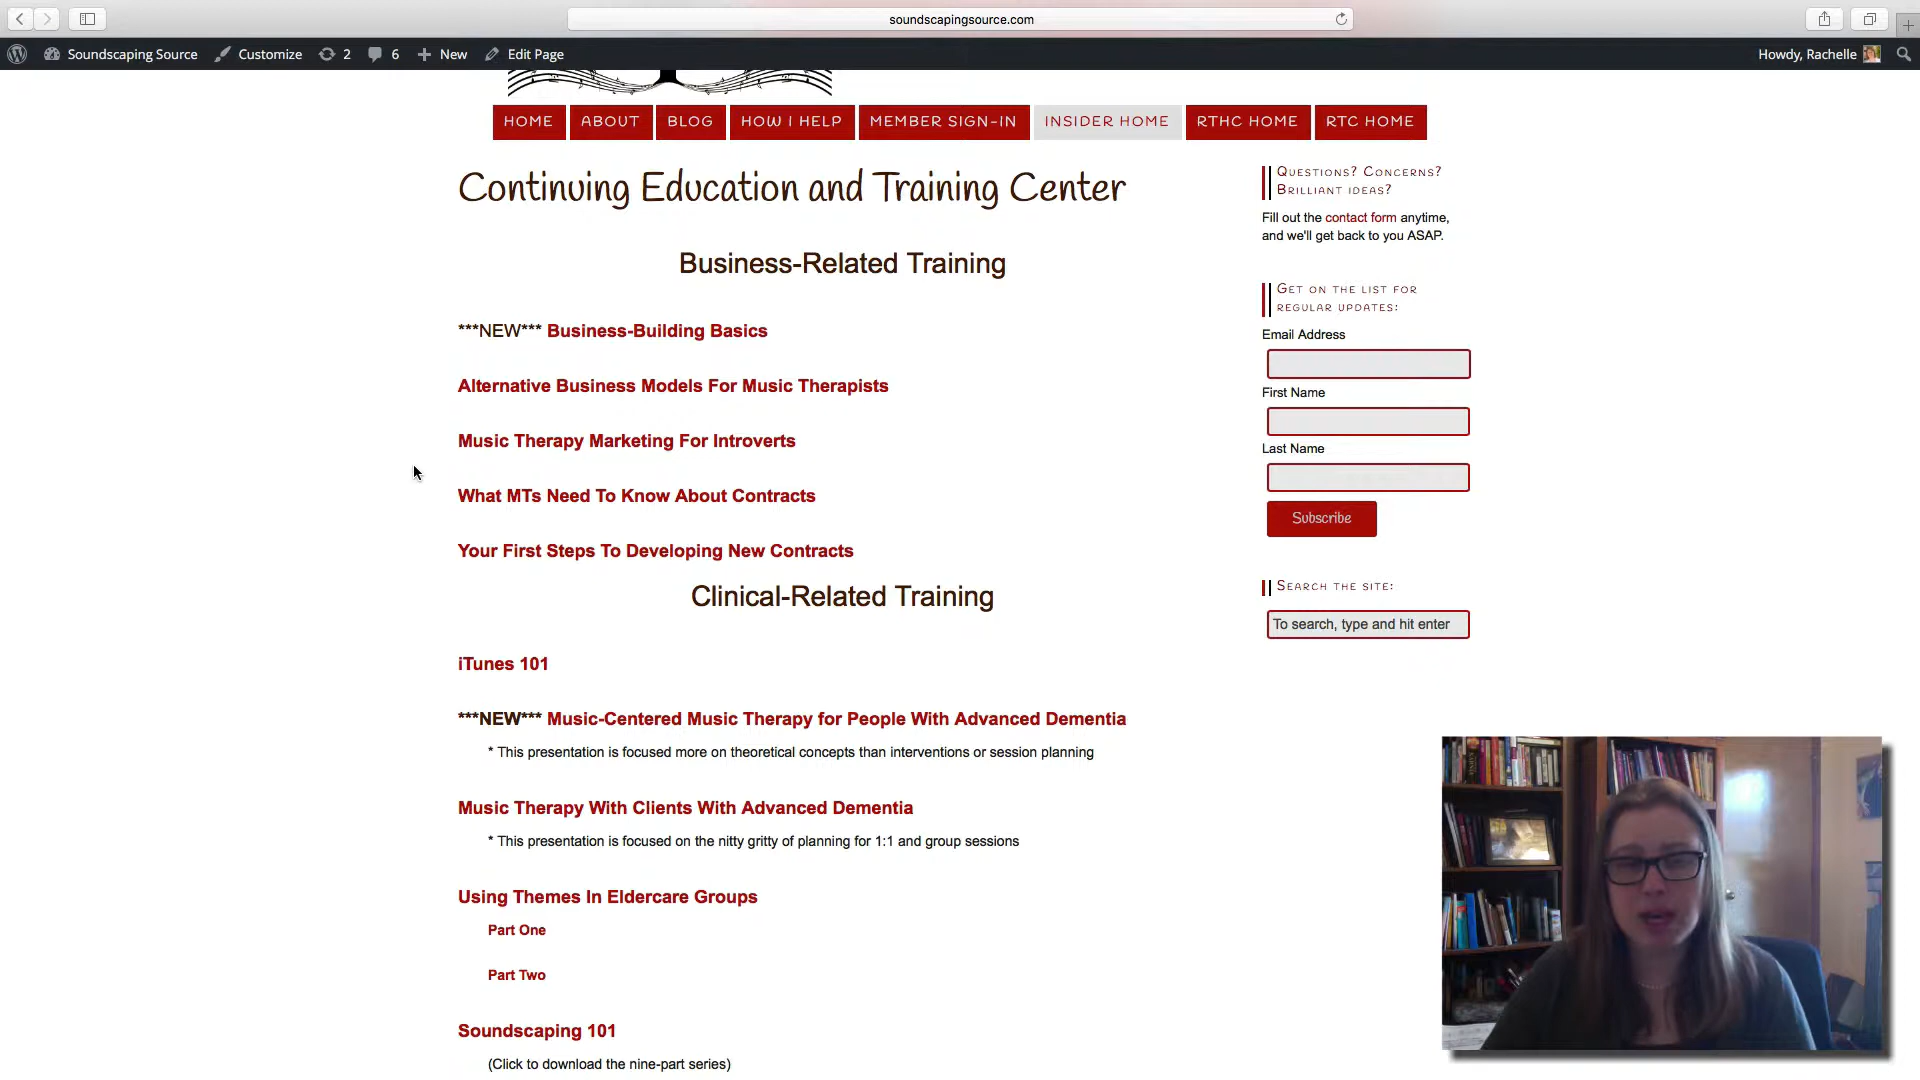 soundscapingsource.com
Soundscaping Source Customize 2 6 New Edit Page Howdy, Rachelle
HOME ABOUT BLOG HOW I HELP MEMBER SIGN-IN INSIDER HOME RTHC HOME RTC HOME
Continuing Education and Training Center
Business-Related Training
***NEW*** Business-Building Basics
Alternative Business Models For Music Therapists
Music Therapy Marketing For Introverts
What MTs Need To Know About Contracts
Your First Steps To Developing New Contracts
Clinical-Related Training
iTunes 101
***NEW*** Music-Centered Music Therapy for People With Advanced Dementia
* This presentation is focused more on theoretical concepts than interventions or session planning
Music Therapy With Clients With Advanced Dementia
* This presentation is focused on the nitty gritty of planning for 1:1 and group sessions
Using Themes In Eldercare Groups
Part One
Part Two
Soundscaping 101
(Click to download the nine-part series)
Questions? Concerns?
Brilliant ideas?
Fill out the contact form anytime,
and we'll get back to you ASAP.
Get on the list for
regular updates:
Email Address
First Name
Last Name
Subscribe
Search the site:
To search, type and hit enter